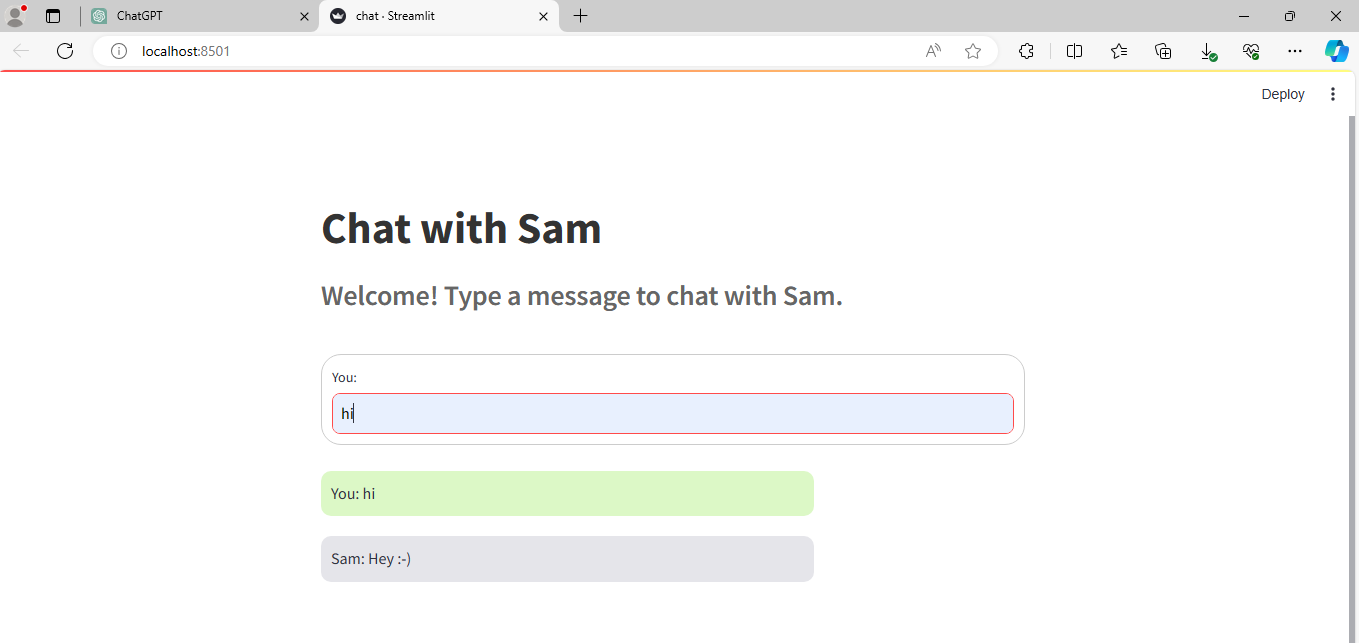 ChatGPT
chat · Streamlit
localhost:8501
Deploy
Chat with Sam
Welcome! Type a message to chat with Sam.
You:
hi
You: hi
Sam: Hey :-)